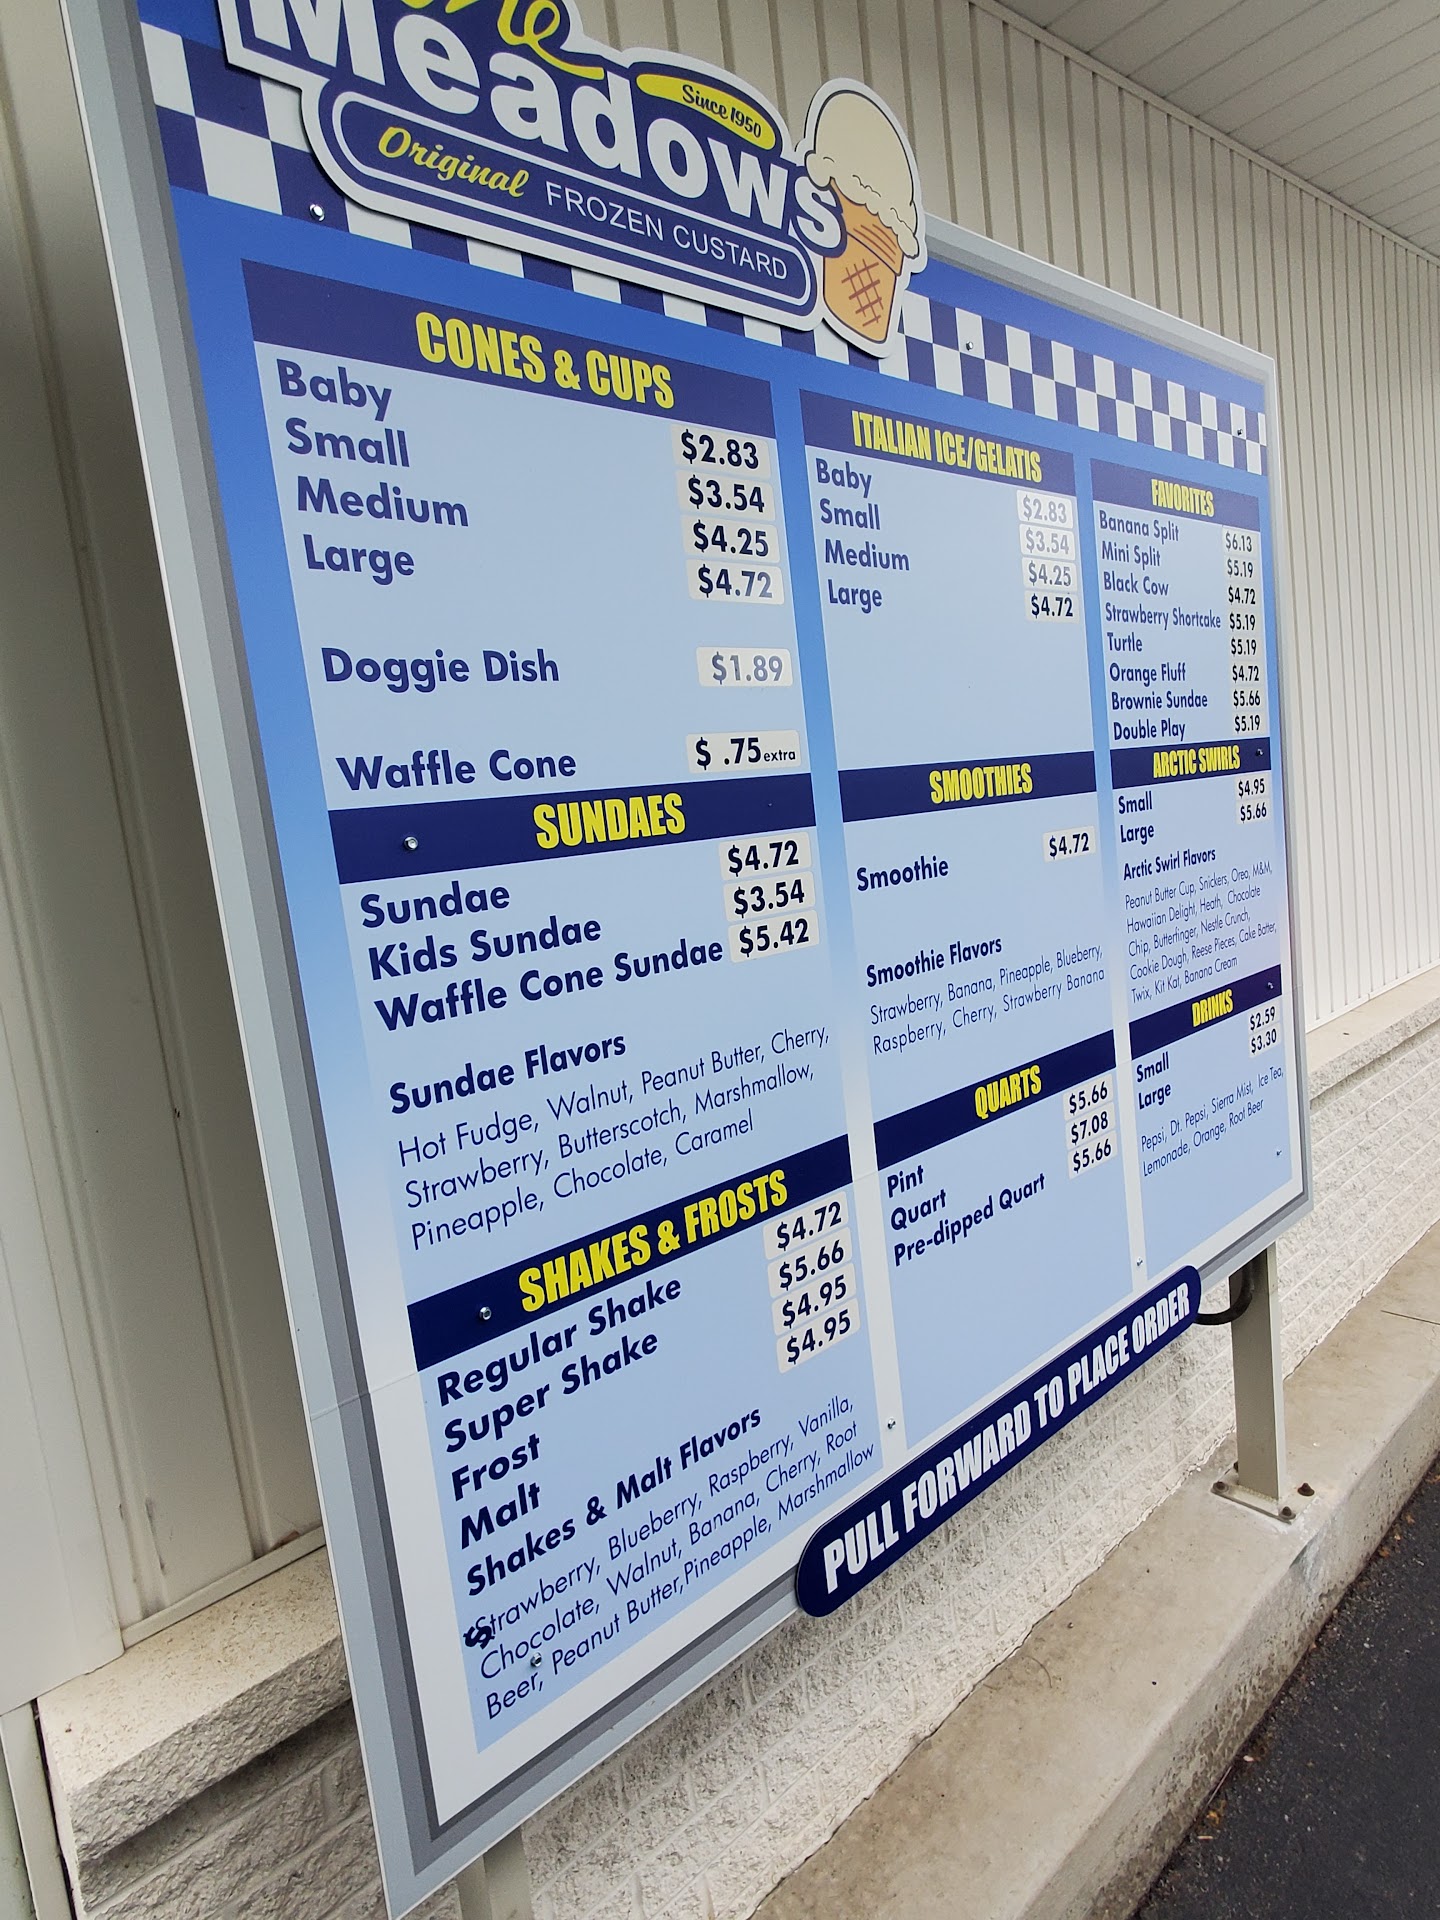 Meadows
Since 1950
Original FROZEN CUSTARD
CONES & CUPS
Baby $2.83
Small $3.54
Medium $4.25
Large $4.72
Doggie Dish $1.89
Waffle Cone $ .75 extra
SUNDAES
Sundae $4.72
Kids Sundae $3.54
Waffle Cone Sundae $5.42
Sundae Flavors
Hot Fudge, Walnut, Peanut Butter, Cherry,
Strawberry, Butterscotch, Marshmallow,
Pineapple, Chocolate, Caramel
SHAKES & FROSTS
Regular Shake $4.72
Super Shake $5.66
Frost $4.95
Malt $4.95
Shakes & Malt Flavors
Strawberry, Blueberry, Raspberry, Vanilla,
Chocolate, Walnut, Banana, Cherry, Root
Beer, Peanut Butter,Pineapple, Marshmallow
ITALIAN ICE/GELATIS
Baby $2.83
Small $3.54
Medium $4.25
Large $4.72
SMOOTHIES
Smoothie $4.72
Smoothie Flavors
Strawberry, Banana, Pineapple, Blueberry,
Raspberry, Cherry, Strawberry Banana
QUARTS
Pint $5.66
Quart $7.08
Pre-dipped Quart $5.66
FAVORITES
Banana Split $6.13
Mini Split $5.19
Black Cow $4.72
Strawberry Shortcake $5.19
Turtle $5.19
Orange Fluff $4.72
Brownie Sundae $5.66
Double Play $5.19
ARCTIC SWIRLS
Small $4.95
Large $5.66
Arctic Swirl Flavors
Peanut Butter Cup, Snickers, Oreo, M&M,
Hawaiian Delight, Heath, Chocolate
Chip, Butterfinger, Nestle Crunch,
Cookie Dough, Reese Pieces, Cake Batter,
Twix, Kit Kat, Banana Cream
DRINKS
Small $2.59
Large $3.30
Pepsi, Dt. Pepsi, Sierra Mist, Ice Tea,
Lemonade, Orange, Root Beer
PULL FORWARD TO PLACE ORDER